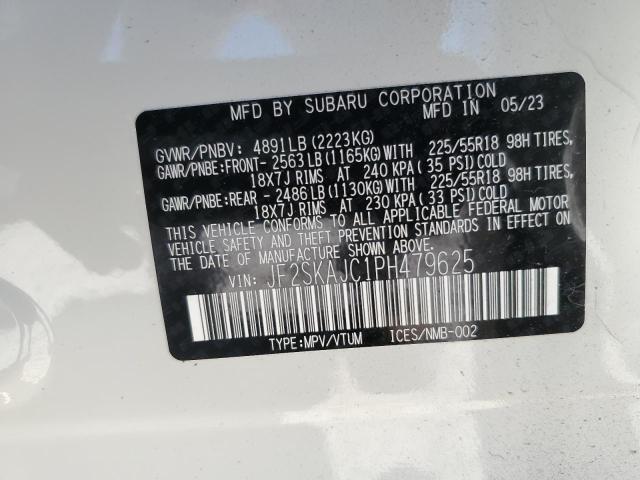 MFD BY SUBARU CORPORATION
MFD IN 05/23
GVWR/PNBV: 4891LB (2223KG)
GAWR/PNBE:FRONT- 2563LB (1165KG)WITH 225/55R18 98H TIRES,
18X7J RIMS AT 240 KPA ( 35 PSI) COLD
GAWR/PNBE:REAR - 2486LB (1130KG)WITH 225/55R18 98H TIRES,
18X7J RIMS AT 230 KPA ( 33 PSI) COLD
THIS VEHICLE CONFORMS TO ALL APPLICABLE FEDERAL MOTOR
VEHICLE SAFETY AND THEFT PREVENTION STANDARDS IN EFFECT ON
THE DATE OF MANUFACTURE SHOWN ABOVE.
VIN: JF2SKAJC1PH479625
TYPE:MPV/VTUM ICES/NMB-002